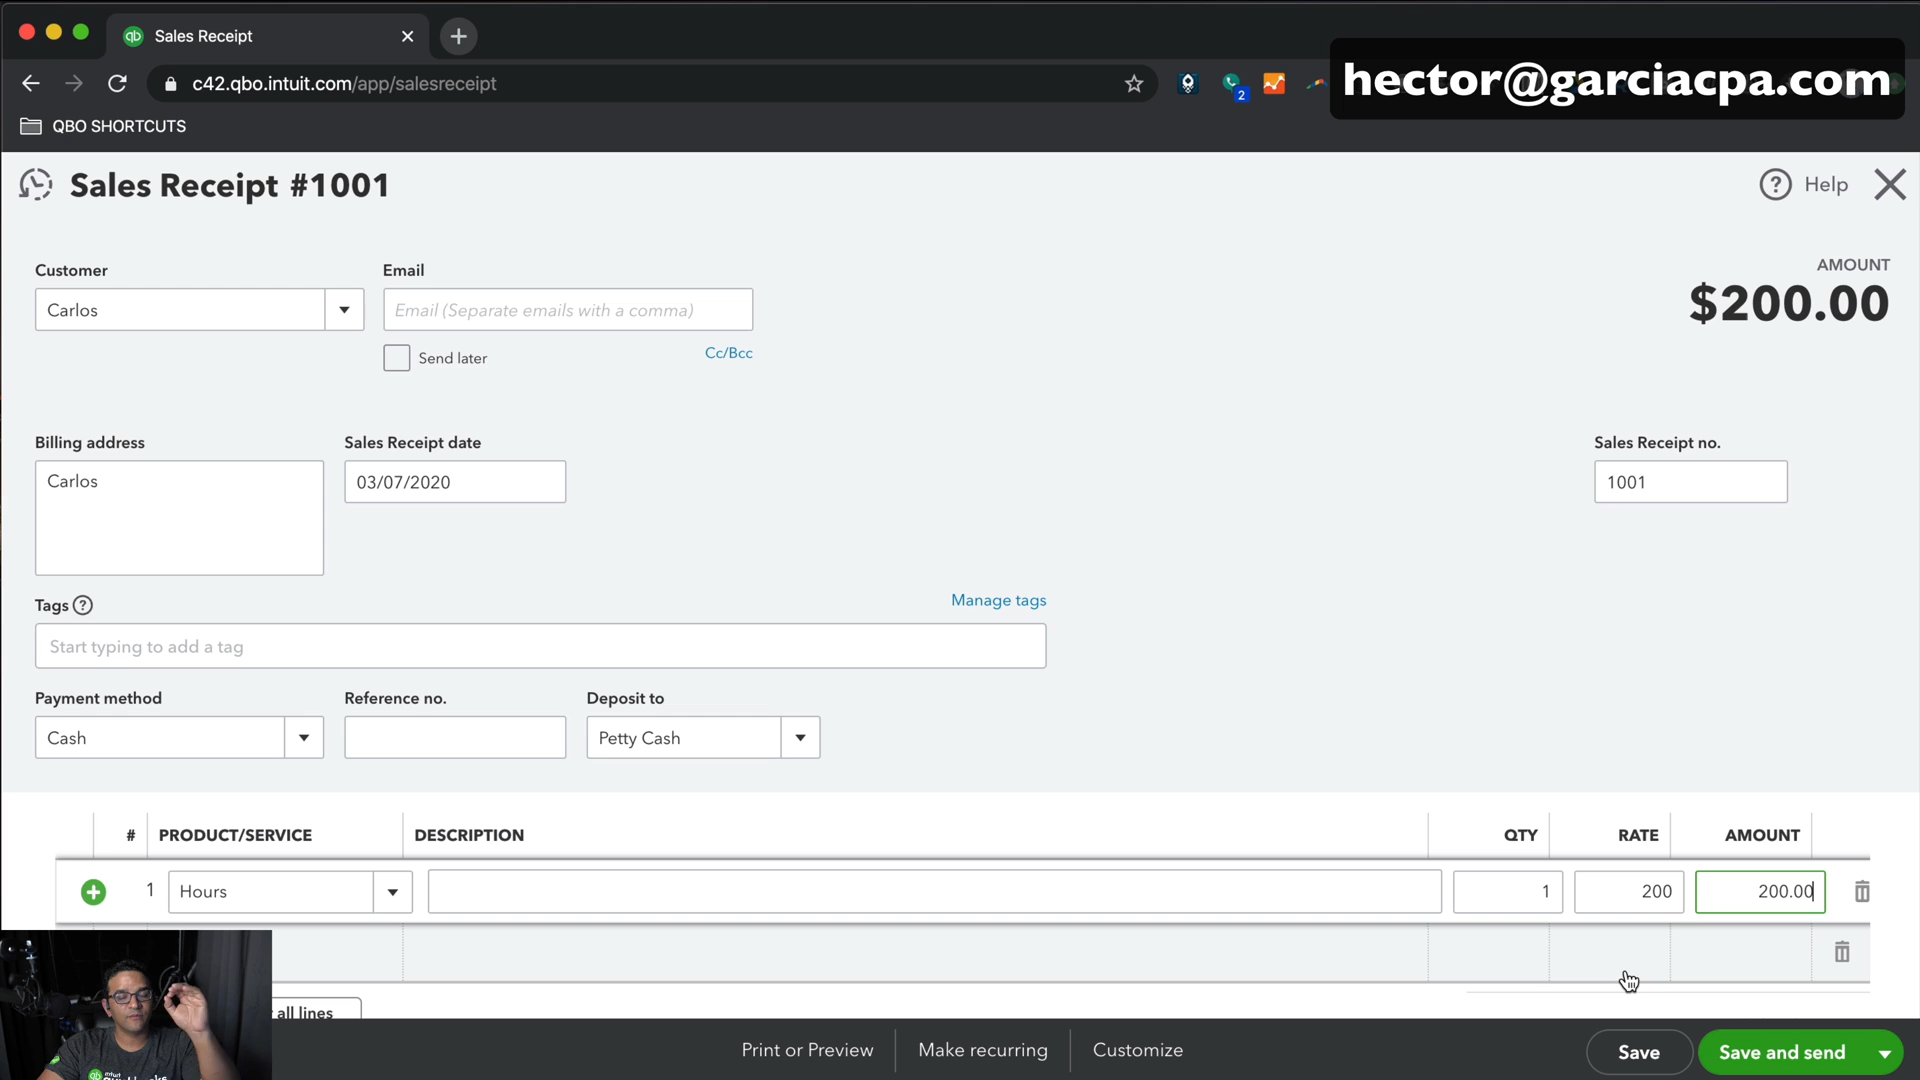 Sales Receipt
c42.qbo.intuit.com/app/salesreceipt
2
hector@garciacpa.com
QBO SHORTCUTS
Sales Receipt #1001
Help
Customer
Email
AMOUNT
Carlos
Email (Separate emails with a comma)
$200.00
Send later
Cc/Bcc
Billing address
Sales Receipt date
Sales Receipt no.
Carlos
03/07/2020
1001
Tags
Manage tags
Start typing to add a tag
Payment method
Reference no.
Deposit to
Cash
Petty Cash
# PRODUCT/SERVICE DESCRIPTION QTY RATE AMOUNT
1 Hours 1 200 200.00
all lines
Print or Preview
Make recurring
Customize
Save
Save and send